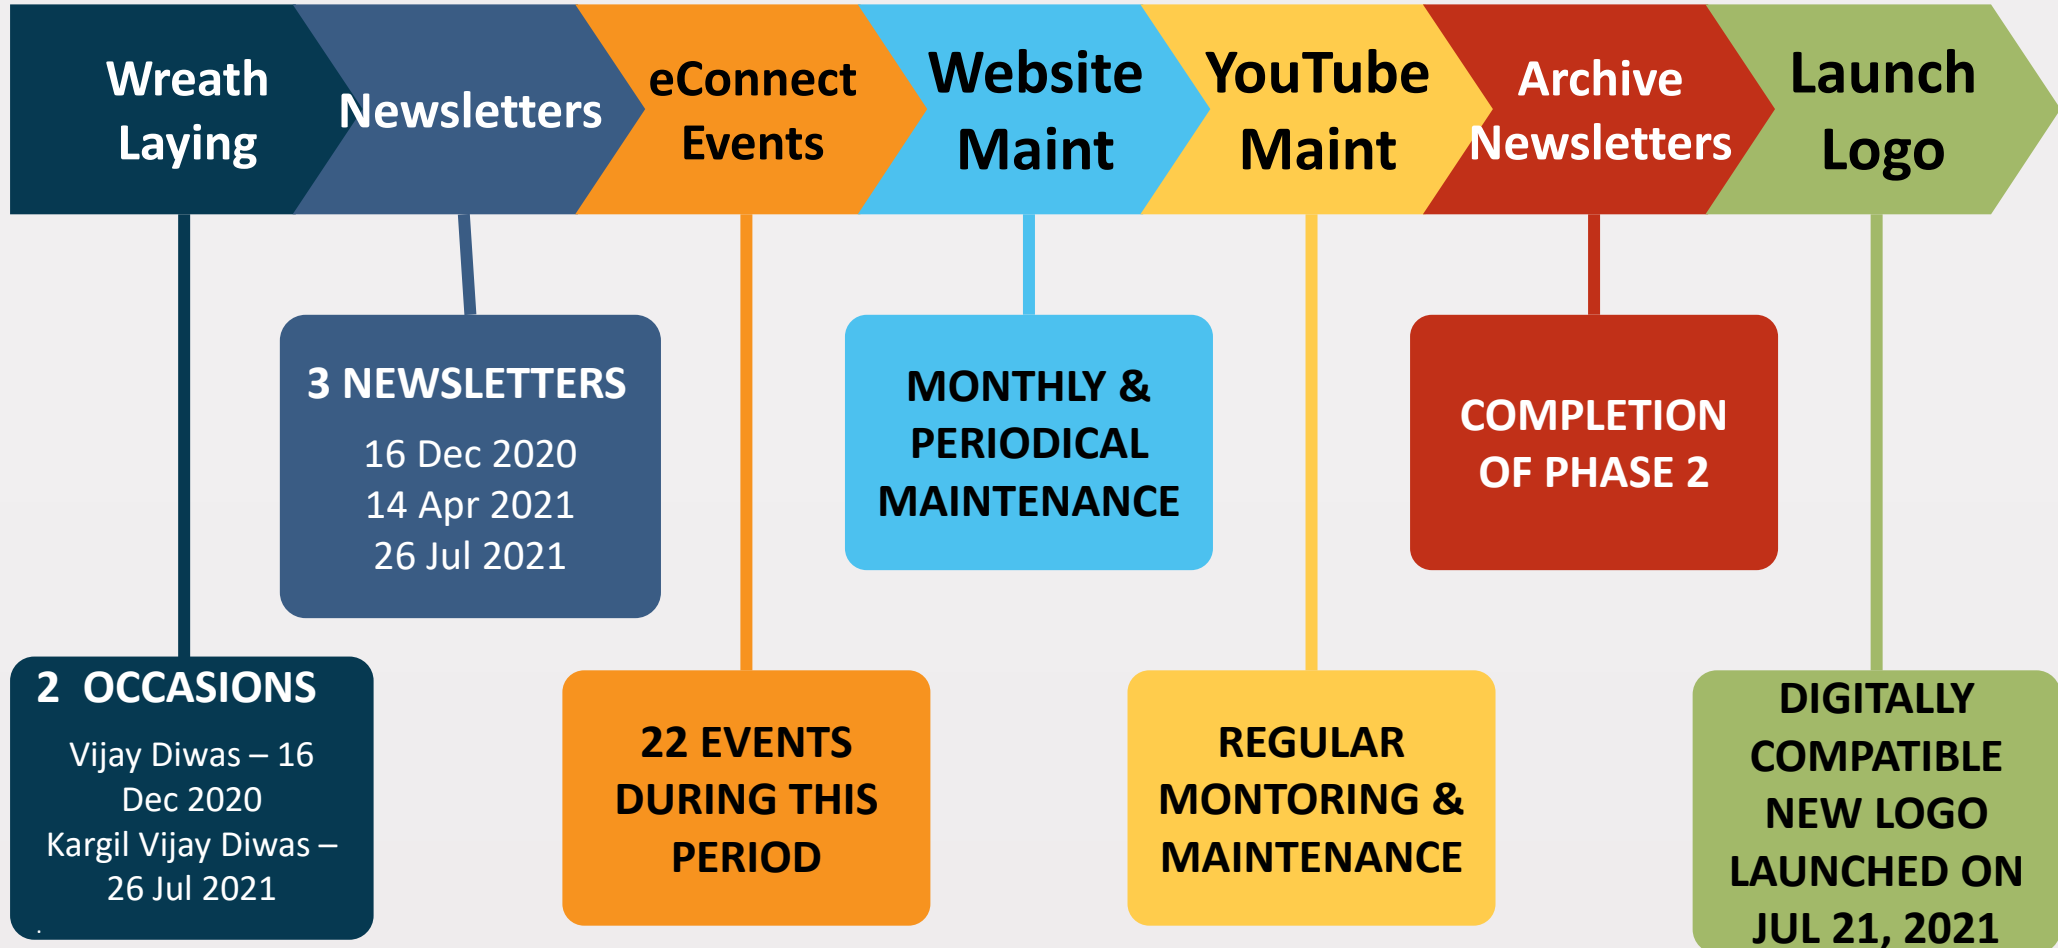 Wreath
Laying
Newsletters
eConnect
Events
Website
Maint
YouTube
Maint
Archive
Newsletters
Launch
Logo
3 NEWSLETTERS
16 Dec 2020
14 Apr 2021
26 Jul 2021
MONTHLY &
PERIODICAL
MAINTENANCE
COMPLETION
OF PHASE 2
2 OCCASIONS
Vijay Diwas – 16
Dec 2020
Kargil Vijay Diwas –
26 Jul 2021
.
22 EVENTS
DURING THIS
PERIOD
REGULAR
MONTORING &
MAINTENANCE
DIGITALLY
COMPATIBLE
NEW LOGO
LAUNCHED ON
JUL 21, 2021